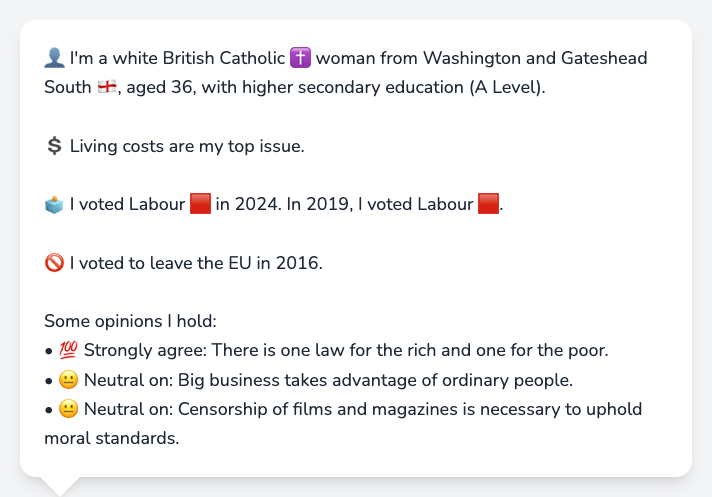 👤 I'm a white British Catholic ✝️ woman from Washington and Gateshead
South 🏴󠁧󠁢󠁥󠁮󠁧󠁿, aged 36, with higher secondary education (A Level).
💲 Living costs are my top issue.
🗳️ I voted Labour 🟥 in 2024. In 2019, I voted Labour 🟥.
🚫 I voted to leave the EU in 2016.
Some opinions I hold:
• 💯 Strongly agree: There is one law for the rich and one for the poor.
• 😐 Neutral on: Big business takes advantage of ordinary people.
• 😐 Neutral on: Censorship of films and magazines is necessary to uphold
moral standards.